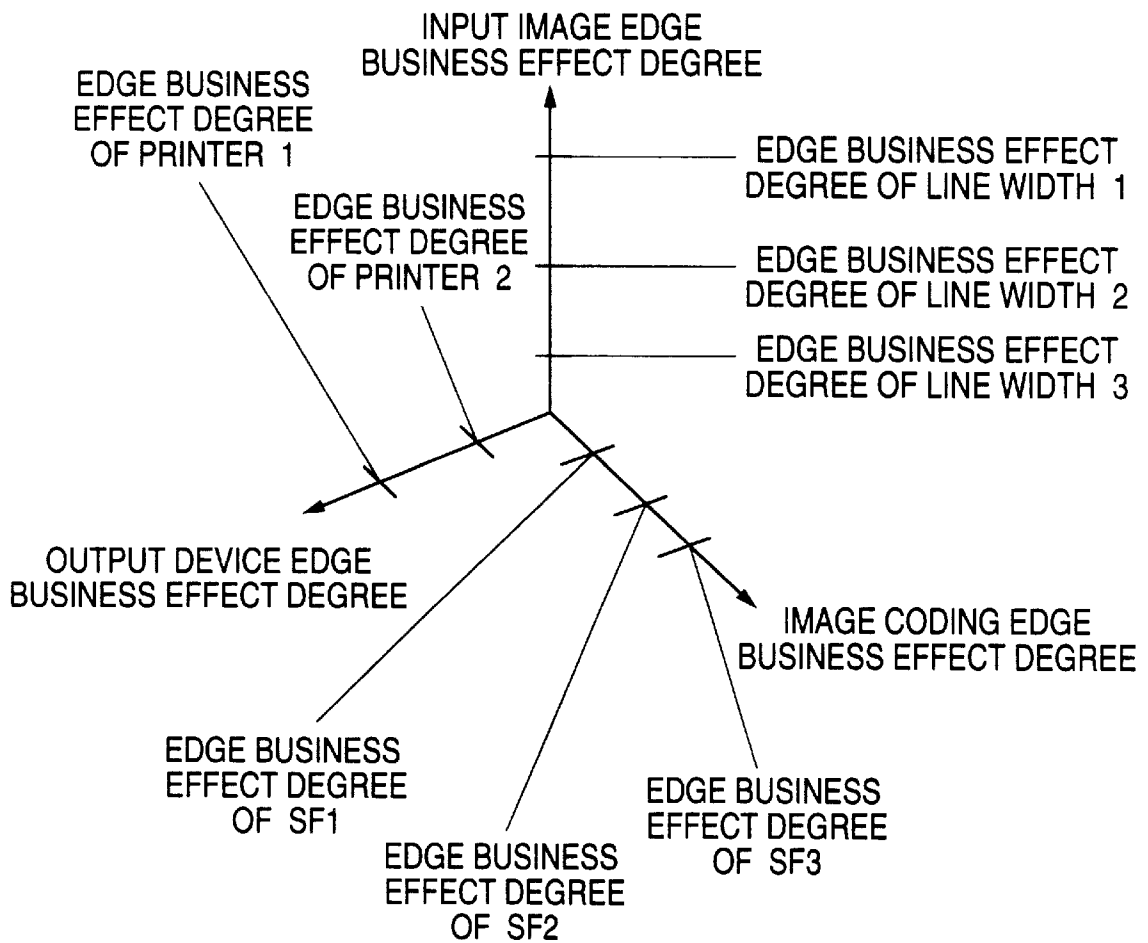 INPUT IMAGE EDGE
BUSINESS EFFECT DEGREE
EDGE BUSINESS
EFFECT DEGREE
OF PRINTER 1
EDGE BUSINESS EFFECT
DEGREE OF LINE WIDTH 1
EDGE BUSINESS
EFFECT DEGREE
OF PRINTER 2
EDGE BUSINESS EFFECT
DEGREE OF LINE WIDTH 2
EDGE BUSINESS EFFECT
DEGREE OF LINE WIDTH 3
OUTPUT DEVICE EDGE
BUSINESS EFFECT DEGREE
IMAGE CODING EDGE
BUSINESS EFFECT DEGREE
EDGE BUSINESS
EFFECT DEGREE
OF SF1
EDGE BUSINESS
EFFECT DEGREE
OF SF2
EDGE BUSINESS
EFFECT DEGREE
OF SF3